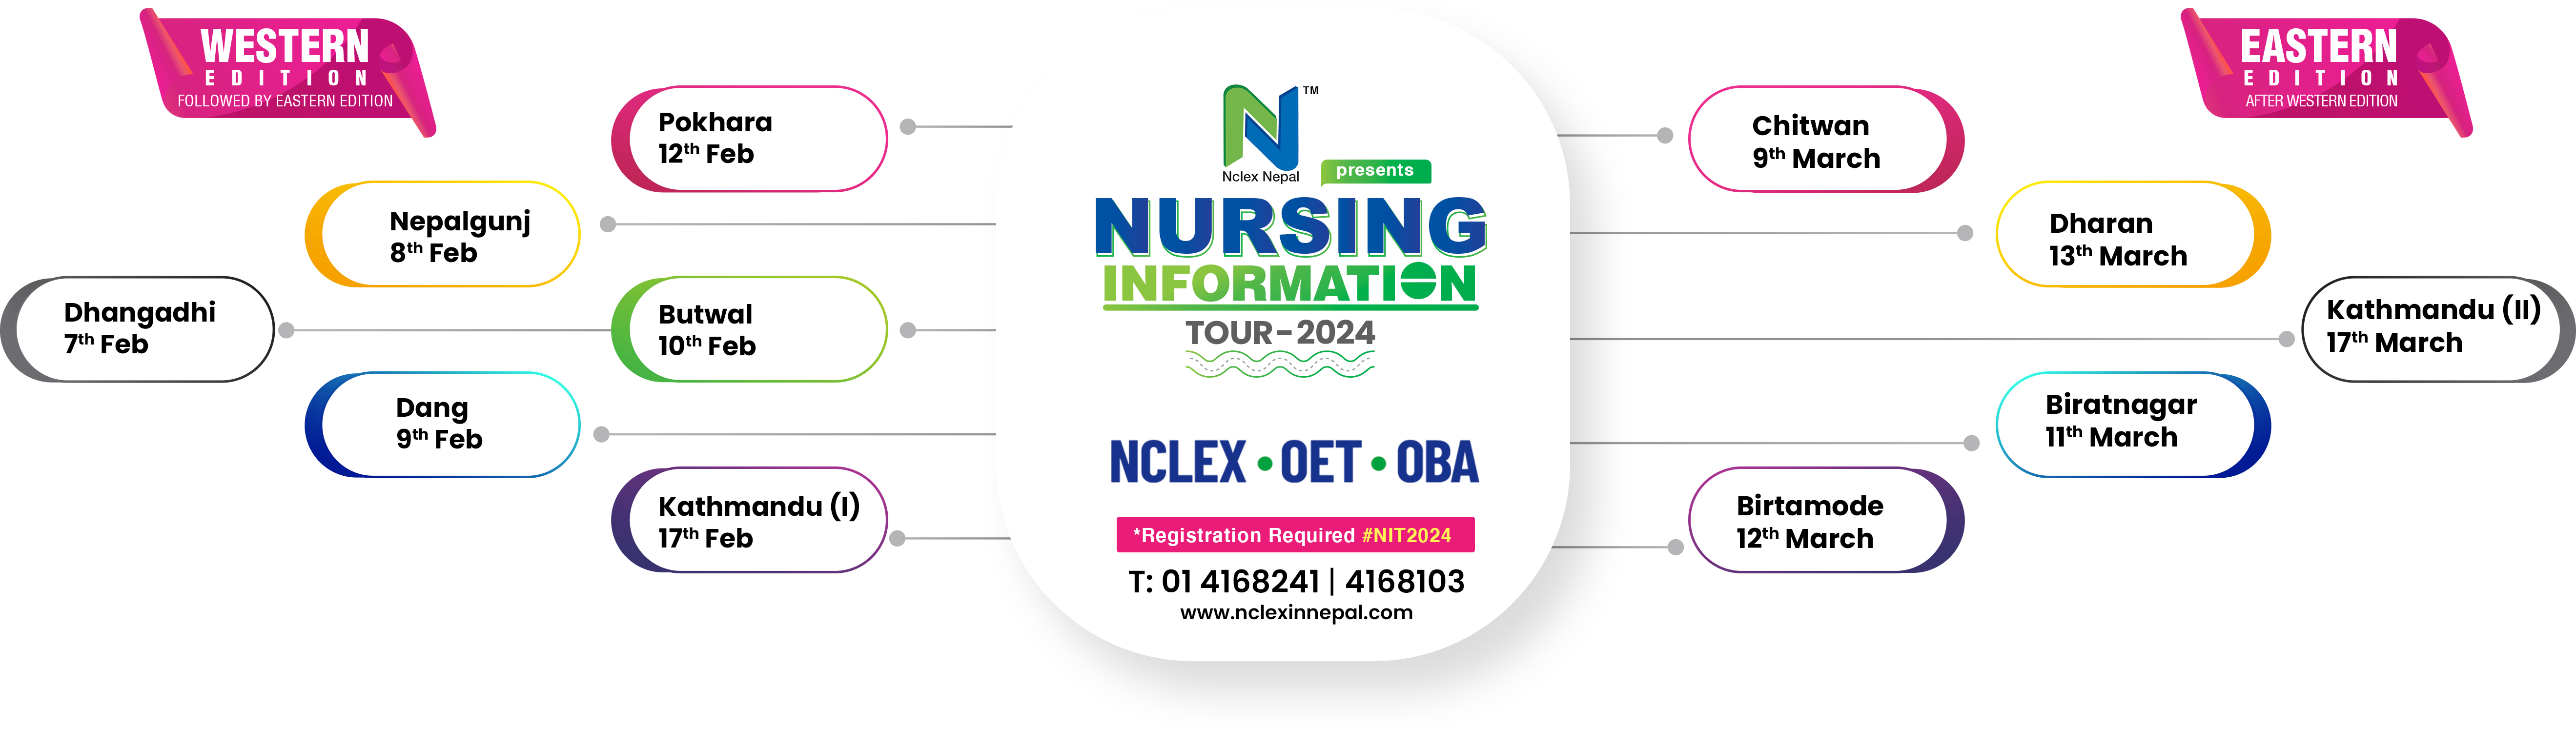 WESTERN
EDITION
FOLLOWED BY EASTERN EDITION
Pokhara
12th Feb
Nepalgunj
8th Feb
Dhangadhi
7th Feb
Butwal
10th Feb
Dang
9th Feb
Kathmandu (I)
17th Feb
N TM
Nclex Nepal
presents
NURSING
INFORMATION
TOUR-2024
NCLEX • OET • OBA
*Registration Required #NIT2024
T: 01 4168241 | 4168103
www.nclexinnepal.com
EASTERN
EDITION
AFTER WESTERN EDITION
Chitwan
9th March
Dharan
13th March
Kathmandu (II)
17th March
Biratnagar
11th March
Birtamode
12th March